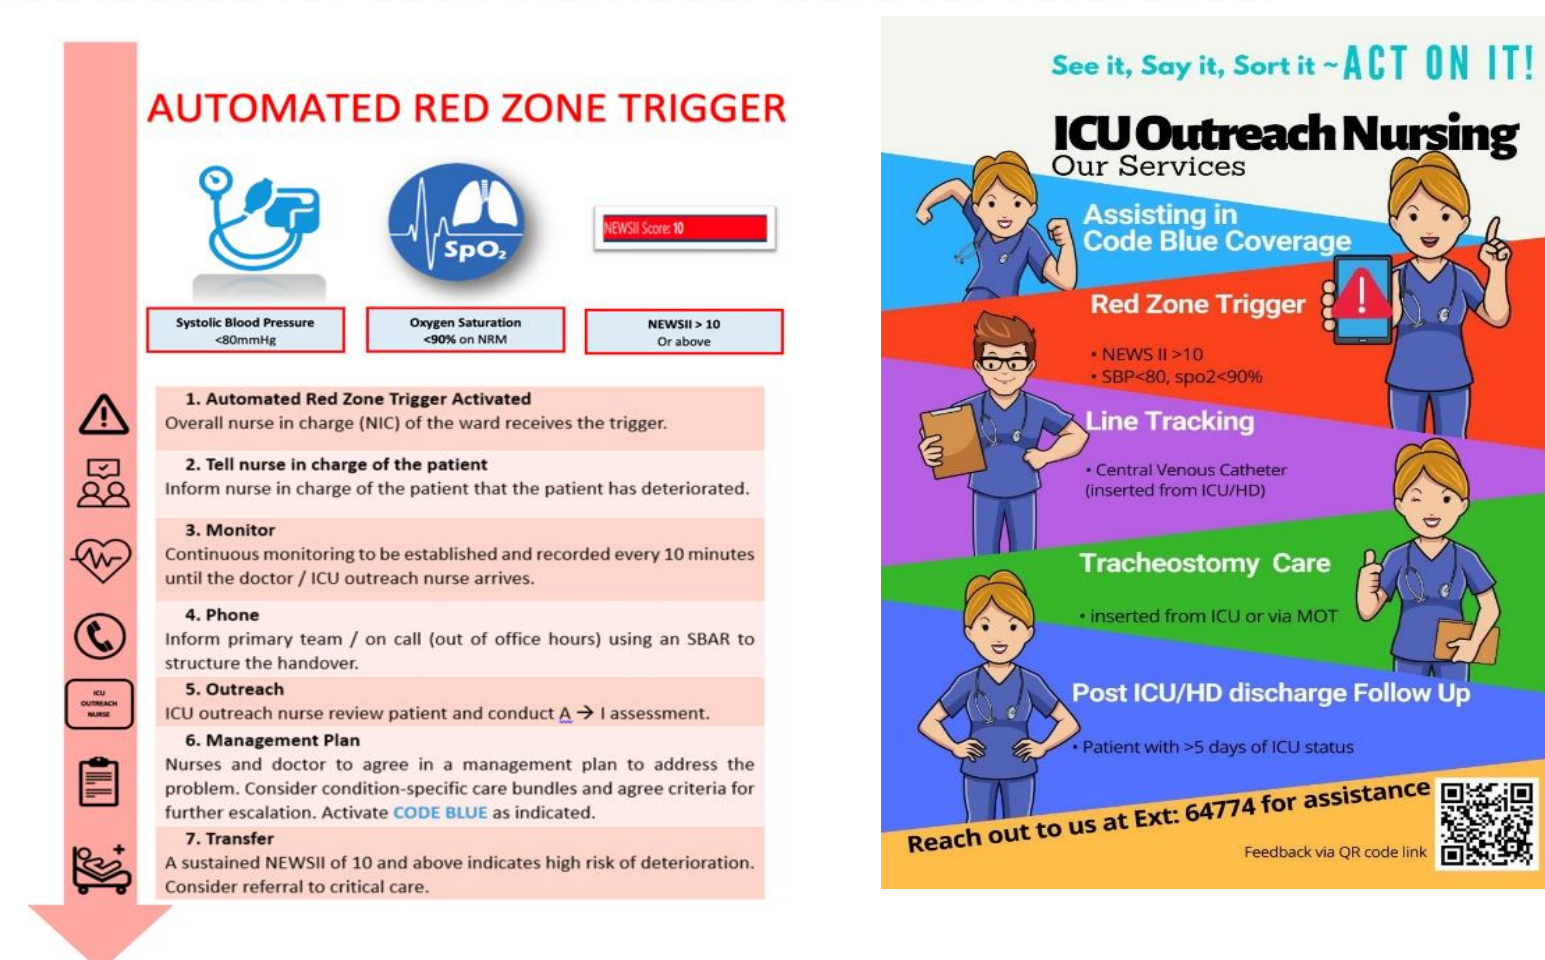 AUTOMATED RED ZONE TRIGGER
SpO₂
NEWSII Score: 10
Systolic Blood Pressure
<80mmHg
Oxygen Saturation
<90% on NRM
NEWSII > 10
Or above
1. Automated Red Zone Trigger Activated
Overall nurse in charge (NIC) of the ward receives the trigger.
2. Tell nurse in charge of the patient
Inform nurse in charge of the patient that the patient has deteriorated.
3. Monitor
Continuous monitoring to be established and recorded every 10 minutes
until the doctor / ICU outreach nurse arrives.
4. Phone
Inform primary team / on call (out of office hours) using an SBAR to
structure the handover.
ICU
OUTREACH
NURSE
5. Outreach
ICU outreach nurse review patient and conduct A → I assessment.
6. Management Plan
Nurses and doctor to agree in a management plan to address the
problem. Consider condition-specific care bundles and agree criteria for
further escalation. Activate CODE BLUE as indicated.
7. Transfer
A sustained NEWSII of 10 and above indicates high risk of deterioration.
Consider referral to critical care.
See it, Say it, Sort it ~ ACT ON IT!
ICU Outreach Nursing
Our Services
Assisting in
Code Blue Coverage
Red Zone Trigger
• NEWS II >10
• SBP<80, spo2<90%
Line Tracking
• Central Venous Catheter
(inserted from ICU/HD)
Tracheostomy Care
• inserted from ICU or via MOT
Post ICU/HD discharge Follow Up
• Patient with >5 days of ICU status
Reach out to us at Ext: 64774 for assistance
Feedback via QR code link